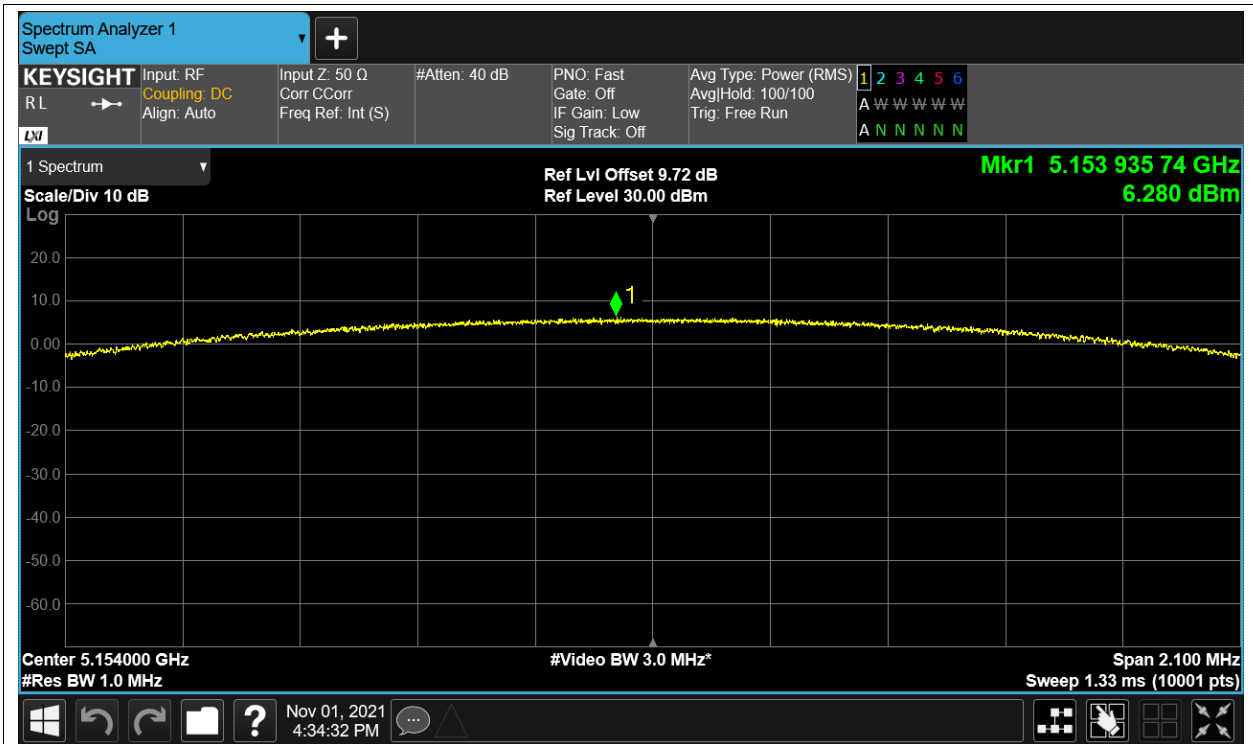 Spectrum Analyzer 1
Swept SA
KEYSIGHT
R L
LXI
Input: RF
Coupling: DC
Align: Auto
Input Z: 50 Ω
Corr CCorr
Freq Ref: Int (S)
#Atten: 40 dB
PNO: Fast
Gate: Off
IF Gain: Low
Sig Track: Off
Avg Type: Power (RMS)
Avg|Hold: 100/100
Trig: Free Run
1 2 3 4 5 6
A W W W W W
A N N N N N
1 Spectrum
Scale/Div 10 dB
Log
Ref Lvl Offset 9.72 dB
Ref Level 30.00 dBm
Mkr1 5.153 935 74 GHz
6.280 dBm
20.0
10.0
1
0.00
-10.0
-20.0
-30.0
-40.0
-50.0
-60.0
Center 5.154000 GHz
#Res BW 1.0 MHz
#Video BW 3.0 MHz*
Span 2.100 MHz
Sweep 1.33 ms (10001 pts)
?
Nov 01, 2021
4:34:32 PM